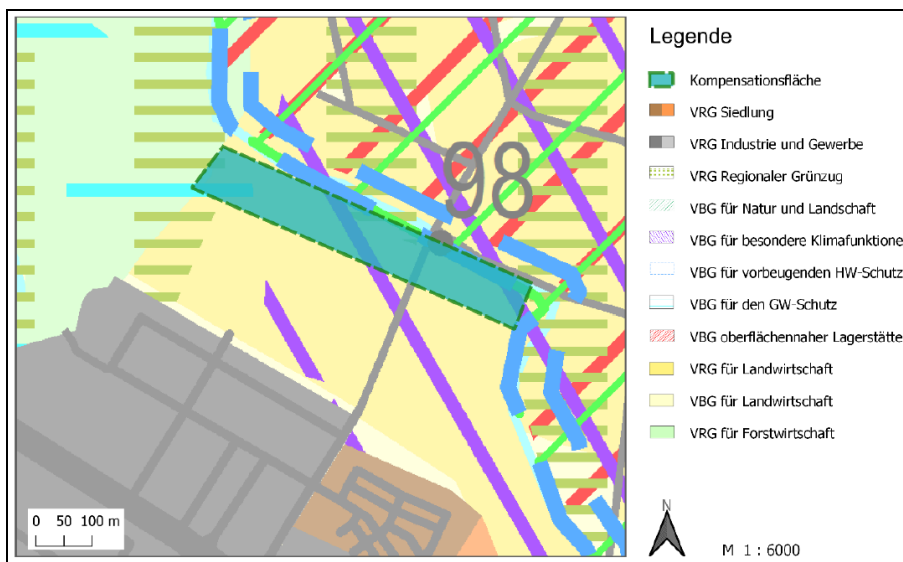 Legende
Kompensationsfläche
VRG Siedlung
VRG Industrie und Gewerbe
VRG Regionaler Grünzug
VBG für Natur und Landschaft
VBG für besondere Klimafunktione
VBG für vorbeugenden HW-Schutz
VBG für den GW-Schutz
VBG oberflächennaher Lagerstätte
VRG für Landwirtschaft
VBG für Landwirtschaft
VRG für Forstwirtschaft
98
0 50 100 m
N
M 1 : 6000